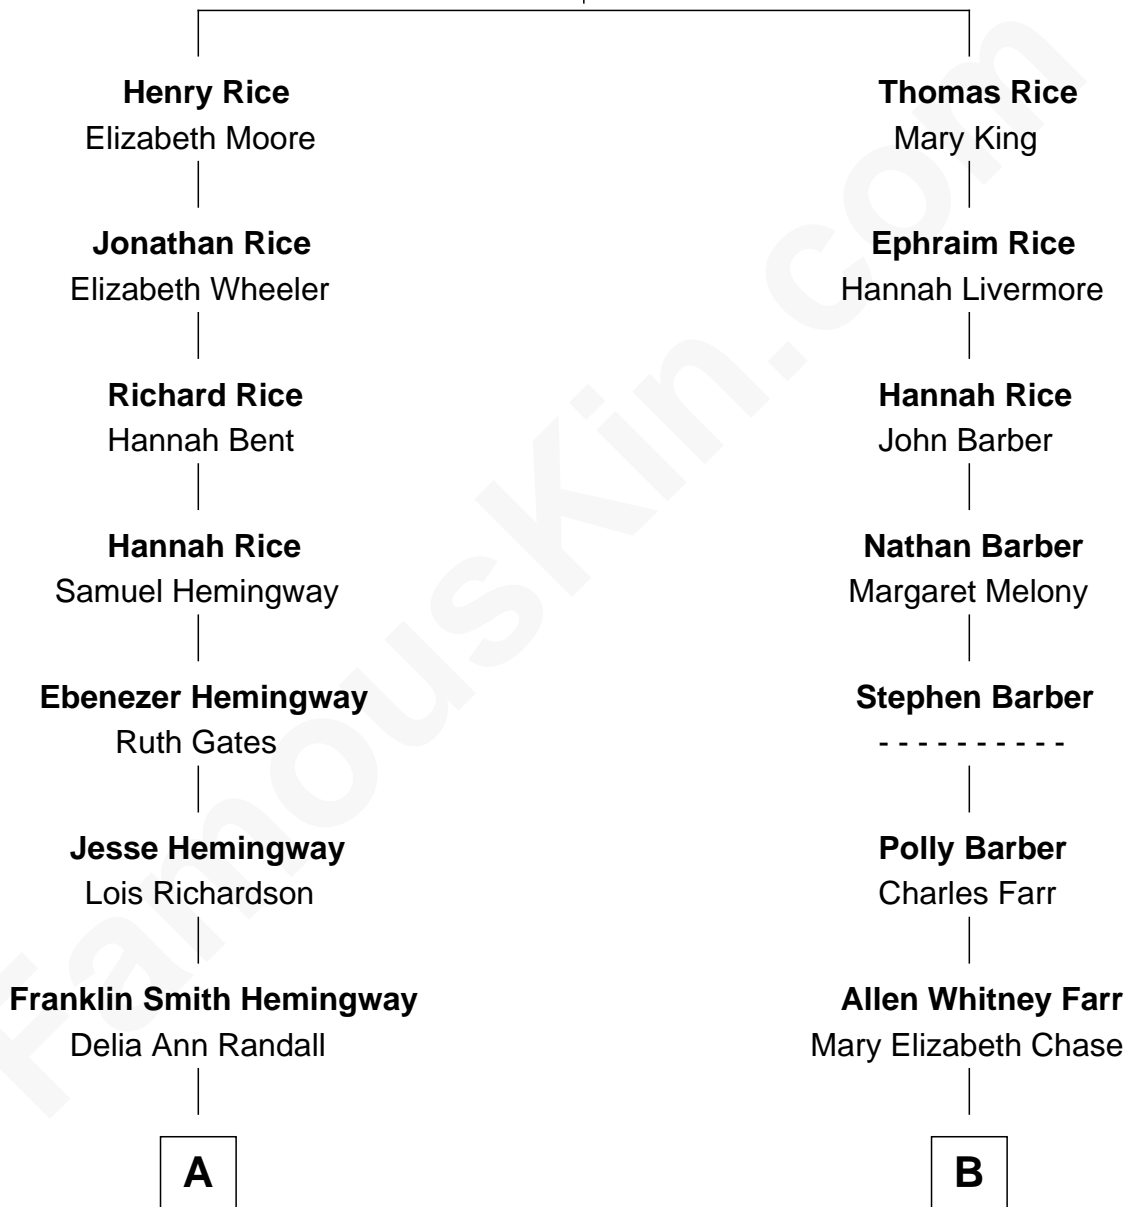 Henry Rice
Elizabeth Moore
Thomas Rice
Mary King
Jonathan Rice
Elizabeth Wheeler
Ephraim Rice
Hannah Livermore
Richard Rice
Hannah Bent
Hannah Rice
John Barber
Hannah Rice
Samuel Hemingway
Nathan Barber
Margaret Melony
Ebenezer Hemingway
Ruth Gates
Stephen Barber
- - - - - - - - - -
Jesse Hemingway
Lois Richardson
Polly Barber
Charles Farr
Franklin Smith Hemingway
Delia Ann Randall
Allen Whitney Farr
Mary Elizabeth Chase
A
B
FamousKin.com